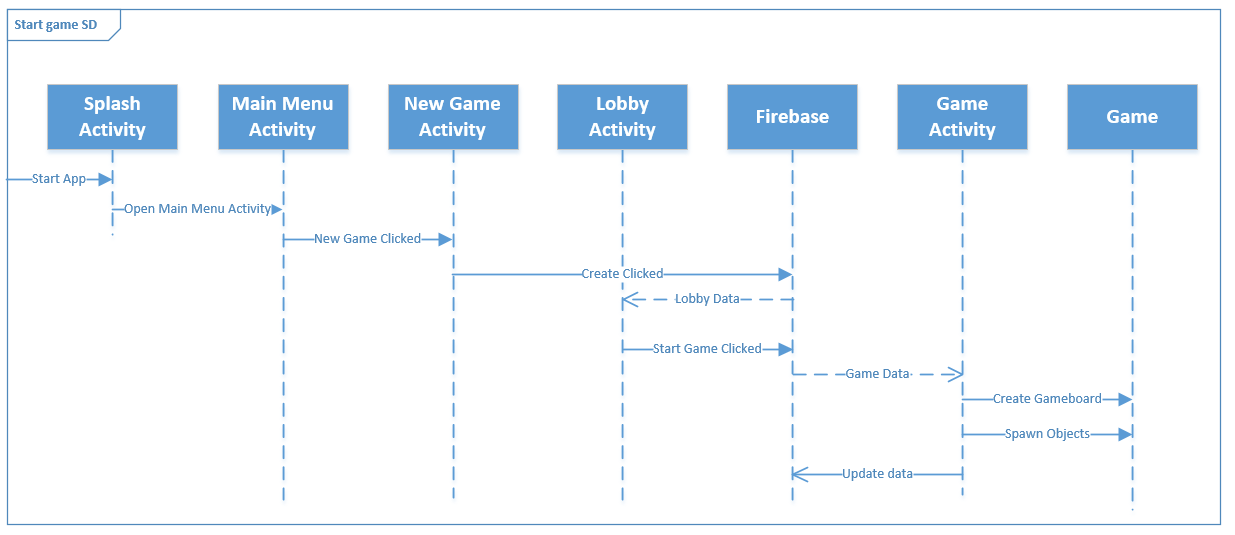 Start game SD
Splash
Activity
Main Menu
Activity
New Game
Activity
Lobby
Activity
Firebase
Game
Activity
Game
Start App
Open Main Menu Activity
New Game Clicked
Create Clicked
Lobby Data
Start Game Clicked
Game Data
Create Gameboard
Spawn Objects
Update data